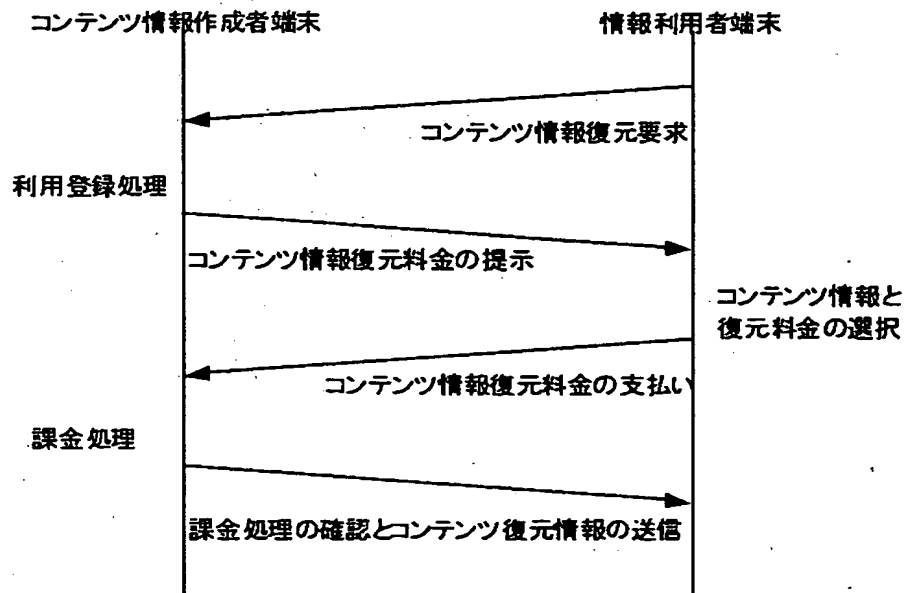 コンテンツ情報作成者端末
情報利用者端末
コンテンツ情報復元要求
利用登録処理
コンテンツ情報復元料金の提示
コンテンツ情報と
復元料金の選択
コンテンツ情報復元料金の支払い
課金処理
課金処理の確認とコンテンツ復元情報の送信